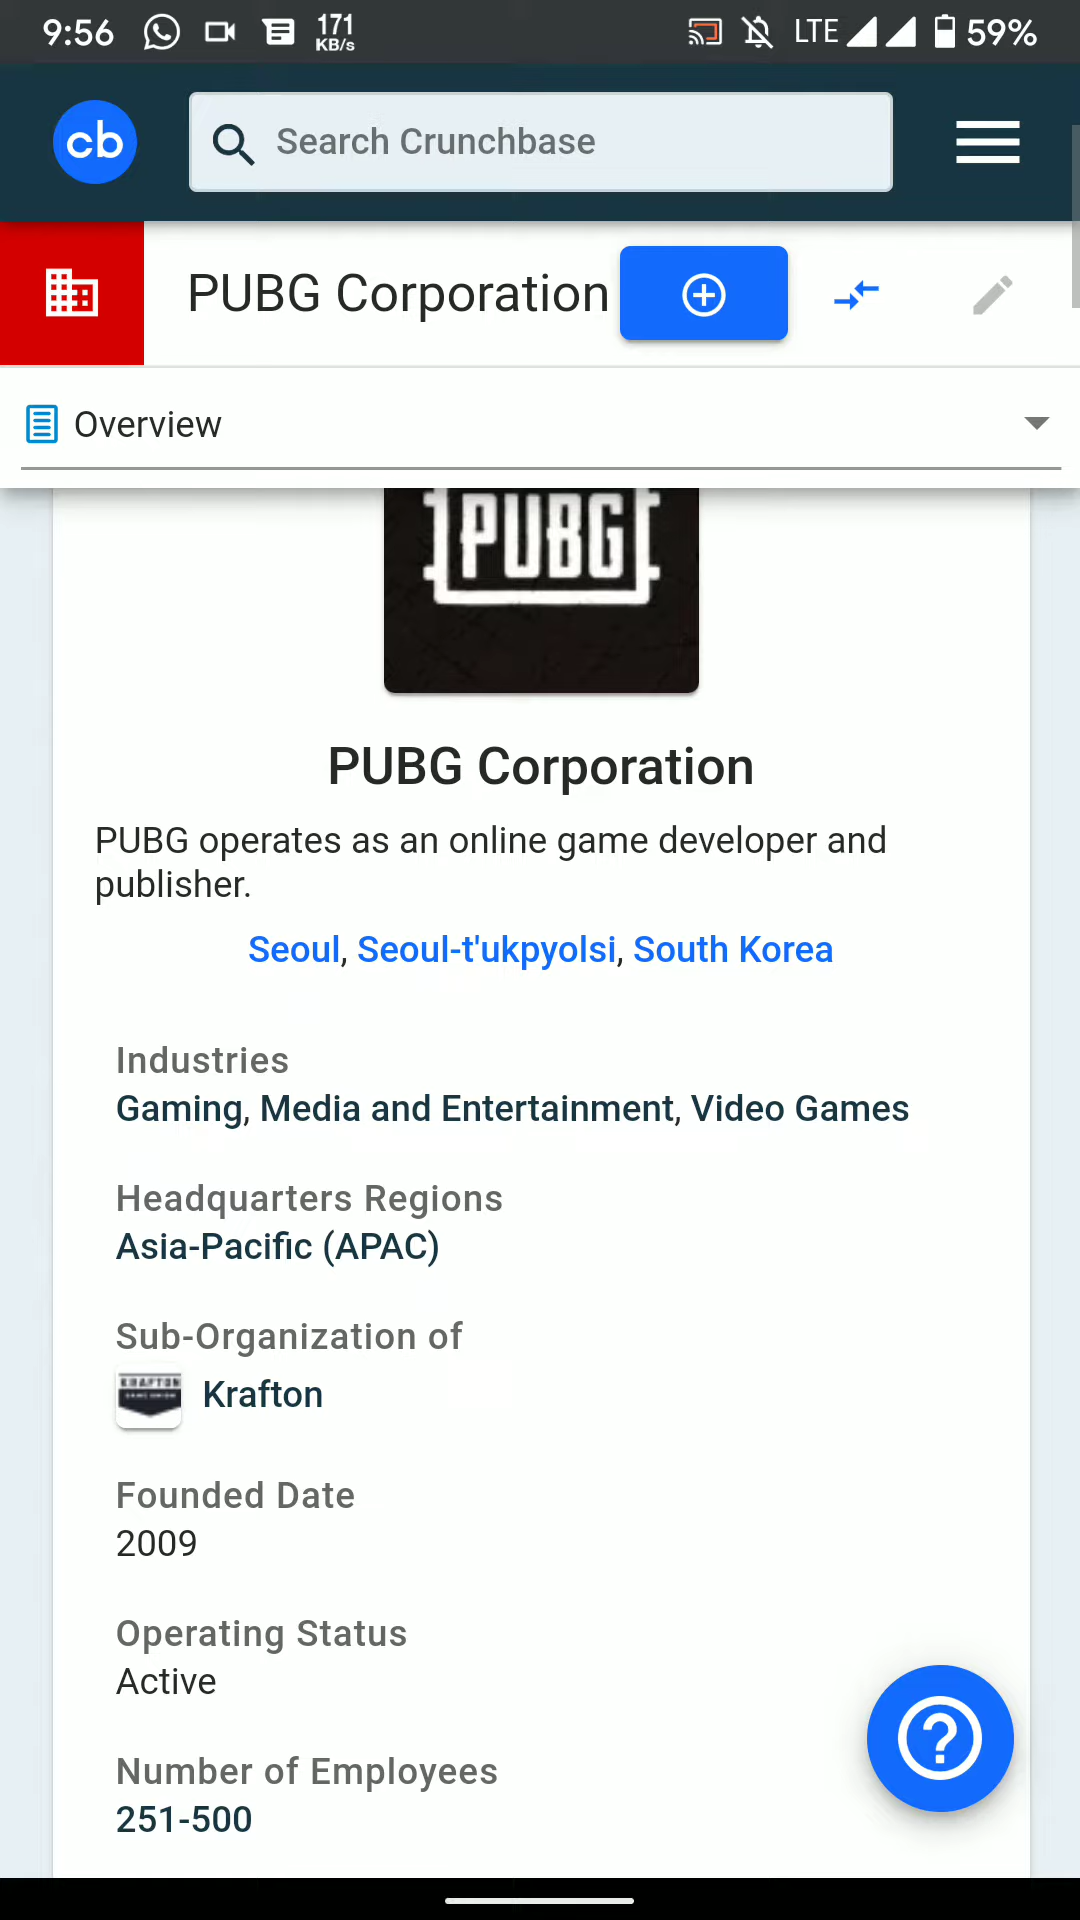 9:56
171
KB/s
LTE
59%
cb
Search Crunchbase
PUBG Corporation
Overview
PUBG
PUBG Corporation
PUBG operates as an online game developer and
publisher.
Seoul, Seoul-t'ukpyolsi, South Korea
Industries
Gaming, Media and Entertainment, Video Games
Headquarters Regions
Asia-Pacific (APAC)
Sub-Organization of
KRAFTON
Krafton
Founded Date
2009
Operating Status
Active
Number of Employees
251-500